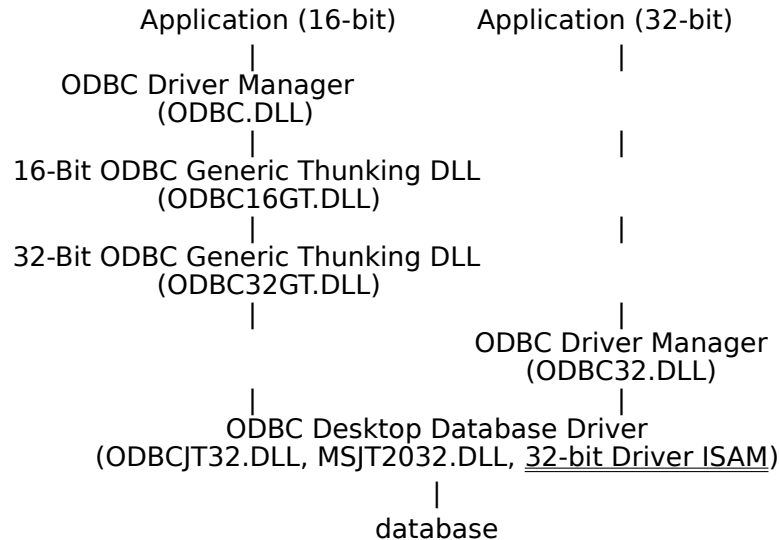 Application (16-bit) Application (32-bit)
| |
ODBC Driver Manager
(ODBC.DLL)
| |
16-Bit ODBC Generic Thunking DLL
(ODBC16GT.DLL)
| |
32-Bit ODBC Generic Thunking DLL
(ODBC32GT.DLL)
| |
ODBC Driver Manager
(ODBC32.DLL)
| |
ODBC Desktop Database Driver
(ODBCJT32.DLL, MSJT2032.DLL, 32-bit Driver ISAM)
|
database